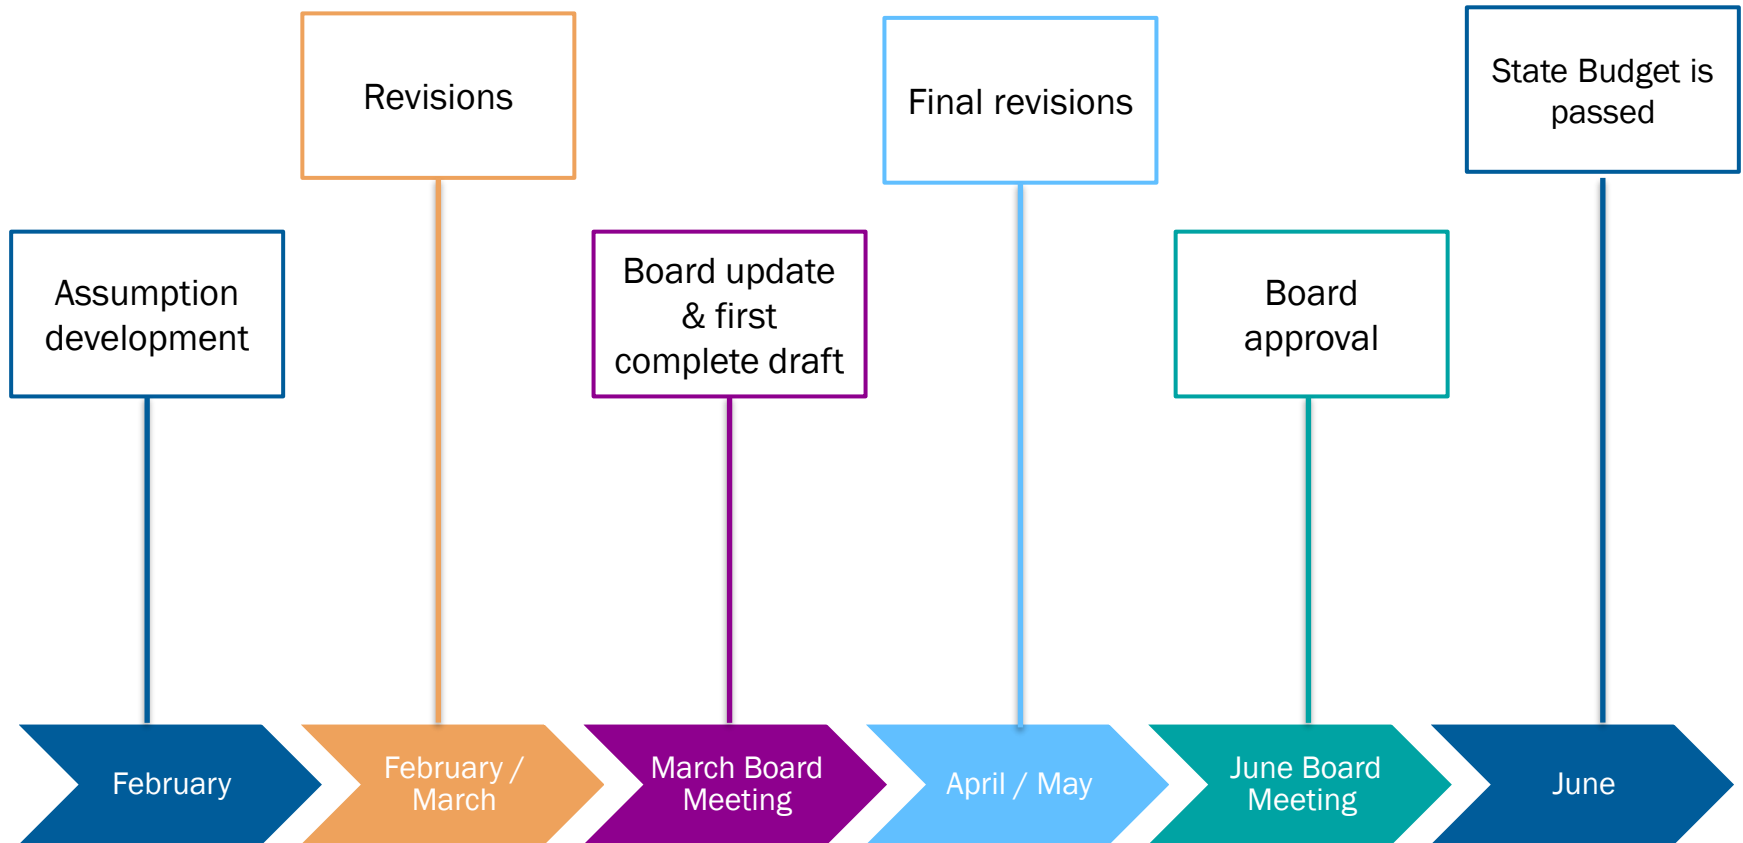 Revisions
Final revisions
State Budget is
passed
Assumption
development
Board update
& first
complete draft
Board
approval
February
February /
March
March Board
Meeting
April / May
June Board
Meeting
June